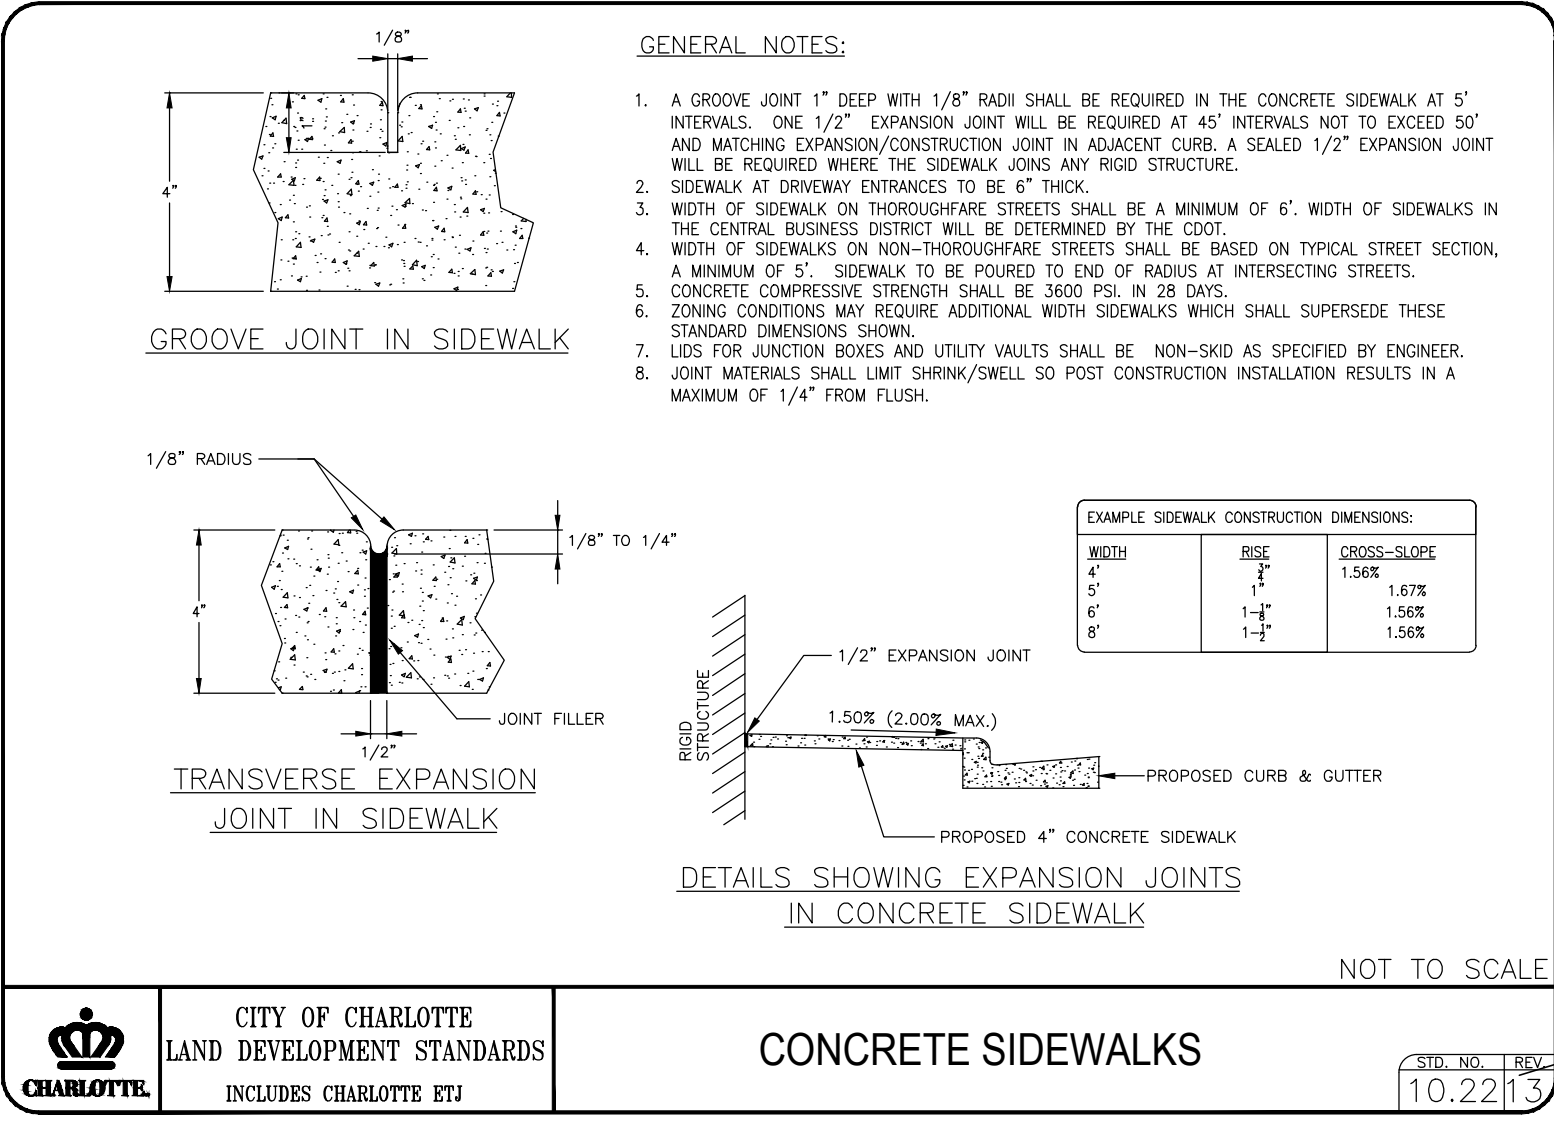 1/8"
1"
4"
GROOVE JOINT IN SIDEWALK
GENERAL NOTES:
1. A GROOVE JOINT 1" DEEP WITH 1/8" RADII SHALL BE REQUIRED IN THE CONCRETE SIDEWALK AT 5'
INTERVALS. ONE 1/2" EXPANSION JOINT WILL BE REQUIRED AT 45' INTERVALS NOT TO EXCEED 50'
AND MATCHING EXPANSION/CONSTRUCTION JOINT IN ADJACENT CURB. A SEALED 1/2" EXPANSION JOINT
WILL BE REQUIRED WHERE THE SIDEWALK JOINS ANY RIGID STRUCTURE.
2. SIDEWALK AT DRIVEWAY ENTRANCES TO BE 6" THICK.
3. WIDTH OF SIDEWALK ON THOROUGHFARE STREETS SHALL BE A MINIMUM OF 6'. WIDTH OF SIDEWALKS IN
THE CENTRAL BUSINESS DISTRICT WILL BE DETERMINED BY THE CDOT.
4. WIDTH OF SIDEWALKS ON NON-THOROUGHFARE STREETS SHALL BE BASED ON TYPICAL STREET SECTION,
A MINIMUM OF 5'. SIDEWALK TO BE POURED TO END OF RADIUS AT INTERSECTING STREETS.
5. CONCRETE COMPRESSIVE STRENGTH SHALL BE 3600 PSI. IN 28 DAYS.
6. ZONING CONDITIONS MAY REQUIRE ADDITIONAL WIDTH SIDEWALKS WHICH SHALL SUPERSEDE THESE
STANDARD DIMENSIONS SHOWN.
7. LIDS FOR JUNCTION BOXES AND UTILITY VAULTS SHALL BE NON-SKID AS SPECIFIED BY ENGINEER.
8. JOINT MATERIALS SHALL LIMIT SHRINK/SWELL SO POST CONSTRUCTION INSTALLATION RESULTS IN A
MAXIMUM OF 1/4" FROM FLUSH.
1/8" RADIUS
1/8" TO 1/4"
4"
JOINT FILLER
1/2"
TRANSVERSE EXPANSION
JOINT IN SIDEWALK
EXAMPLE SIDEWALK CONSTRUCTION DIMENSIONS:
WIDTH RISE CROSS-SLOPE
4' 3/4" 1.56%
5' 1" 1.67%
6' 1-1/8" 1.56%
8' 1-1/2" 1.56%
RIGID
STRUCTURE
1/2" EXPANSION JOINT
1.50% (2.00% MAX.)
PROPOSED CURB & GUTTER
PROPOSED 4" CONCRETE SIDEWALK
DETAILS SHOWING EXPANSION JOINTS
IN CONCRETE SIDEWALK
NOT TO SCALE
CHARLOTTE.
CITY OF CHARLOTTE
LAND DEVELOPMENT STANDARDS
INCLUDES CHARLOTTE ETJ
CONCRETE SIDEWALKS
STD. NO. REV.
10.22 13